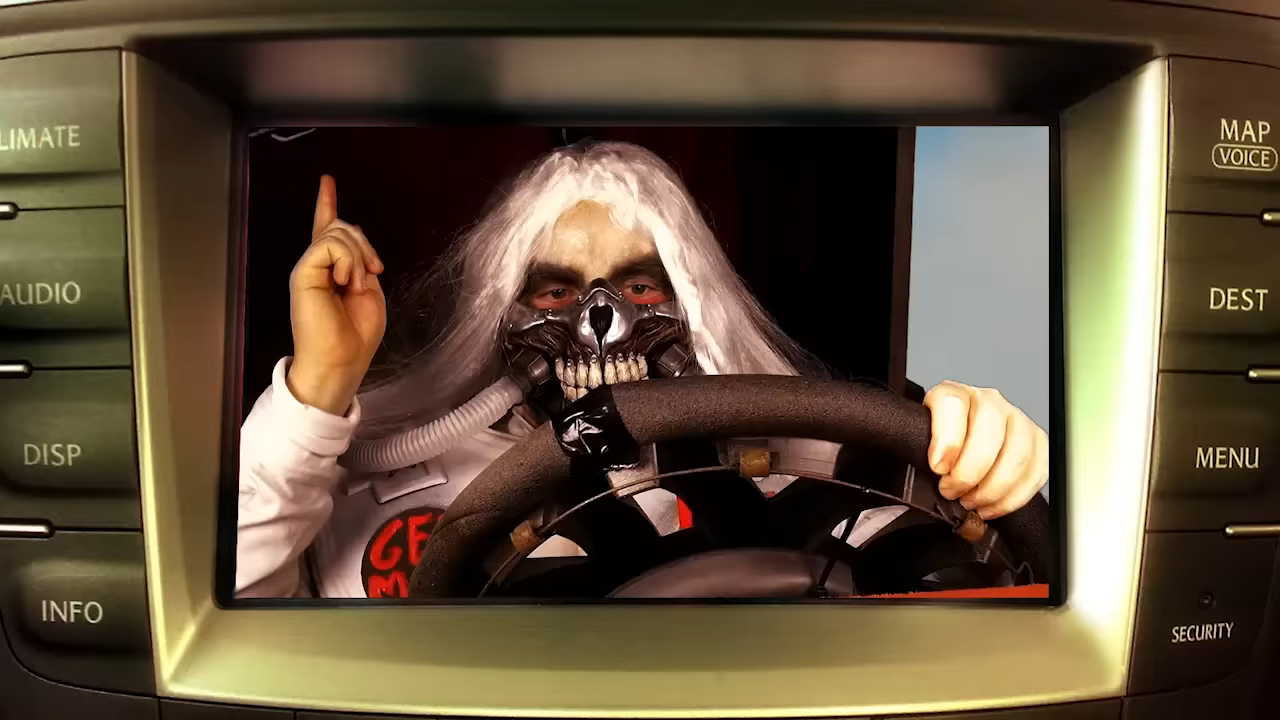 LIMATE
AUDIO
DISP
INFO
MAP
VOICE
DEST
MENU
SECURITY